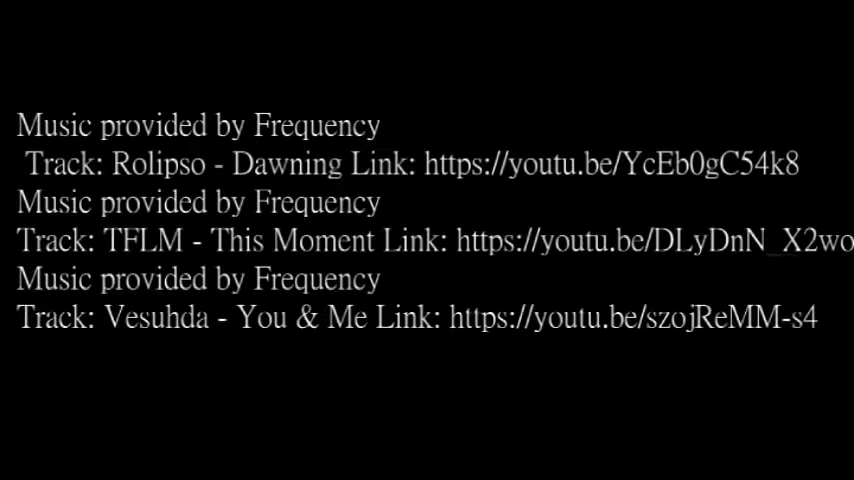 Music provided by Frequency
Track: Rolipso - Dawning Link: https://youtu.be/YcEb0gC54k8
Music provided by Frequency
Track: TFLM - This Moment Link: https://youtu.be/DLyDnN_X2wo
Music provided by Frequency
Track: Vesuhda - You & Me Link: https://youtu.be/szojReMM-s4